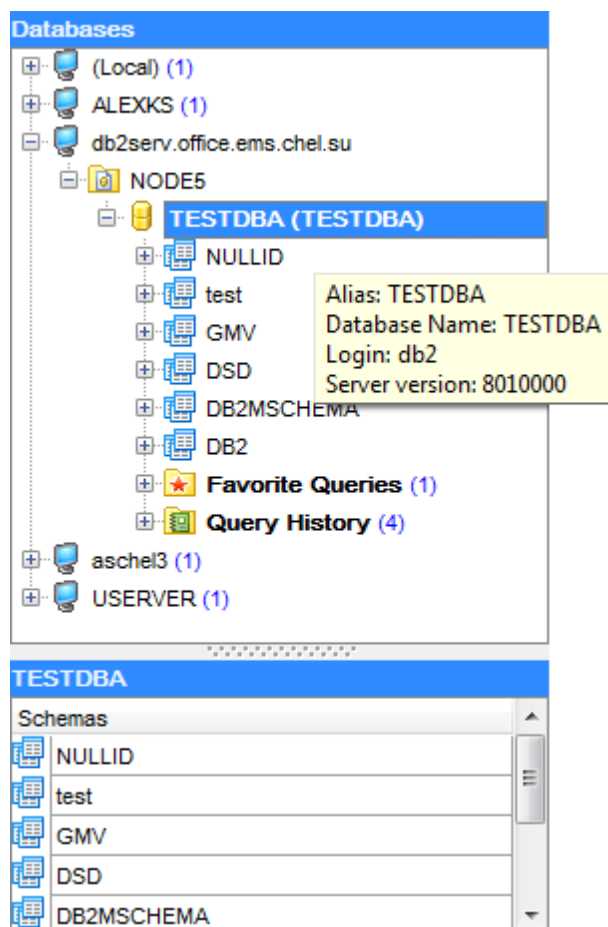 Databases
(Local) (1)
ALEXKS (1)
db2serv.office.ems.chel.su
NODE5
TESTDBA (TESTDBA)
NULLID
test
GMV
DSD
DB2MSCHEMA
DB2
Favorite Queries (1)
Query History (4)
aschel3 (1)
USERVER (1)
Alias: TESTDBA
Database Name: TESTDBA
Login: db2
Server version: 8010000
TESTDBA
Schemas
NULLID
test
GMV
DSD
DB2MSCHEMA